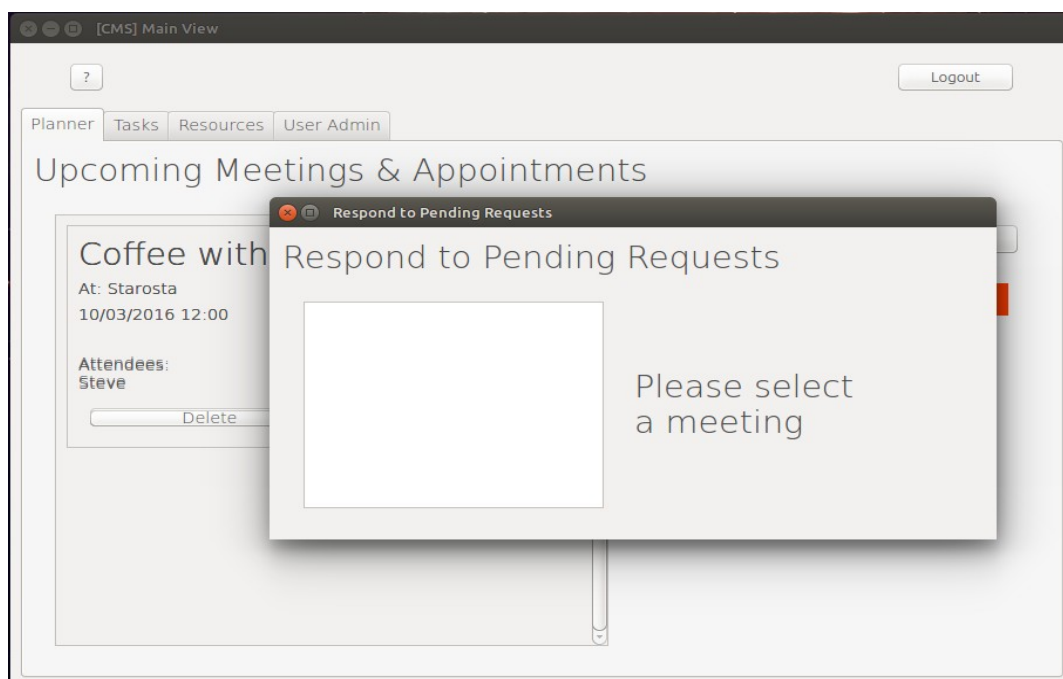 [CMS] Main View
?
Logout
Planner Tasks Resources User Admin
Upcoming Meetings & Appointments
Respond to Pending Requests
Coffee with
Respond to Pending Requests
At: Starosta
10/03/2016 12:00
Attendees:
Steve
Please select
a meeting
Delete